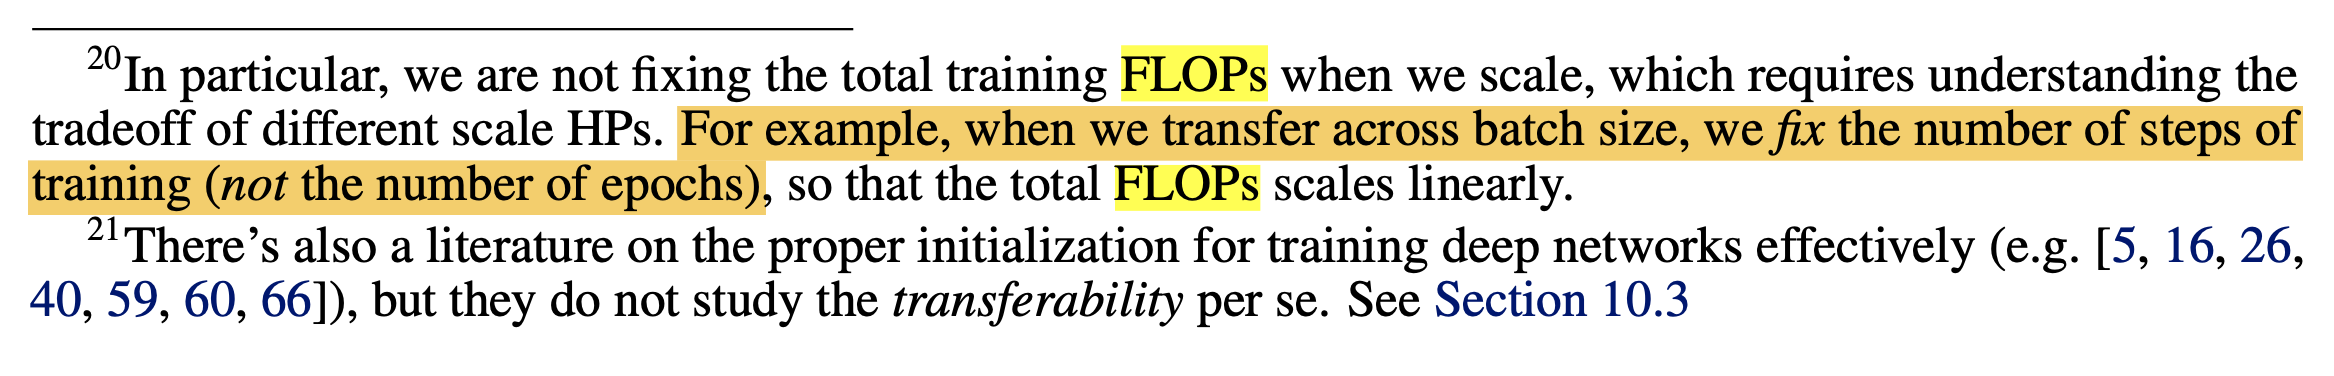 20In particular, we are not fixing the total training FLOPs when we scale, which requires understanding the
tradeoff of different scale HPs. For example, when we transfer across batch size, we fix the number of steps of
training (not the number of epochs), so that the total FLOPs scales linearly.
21There’s also a literature on the proper initialization for training deep networks effectively (e.g. [5, 16, 26,
40, 59, 60, 66]), but they do not study the transferability per se. See Section 10.3